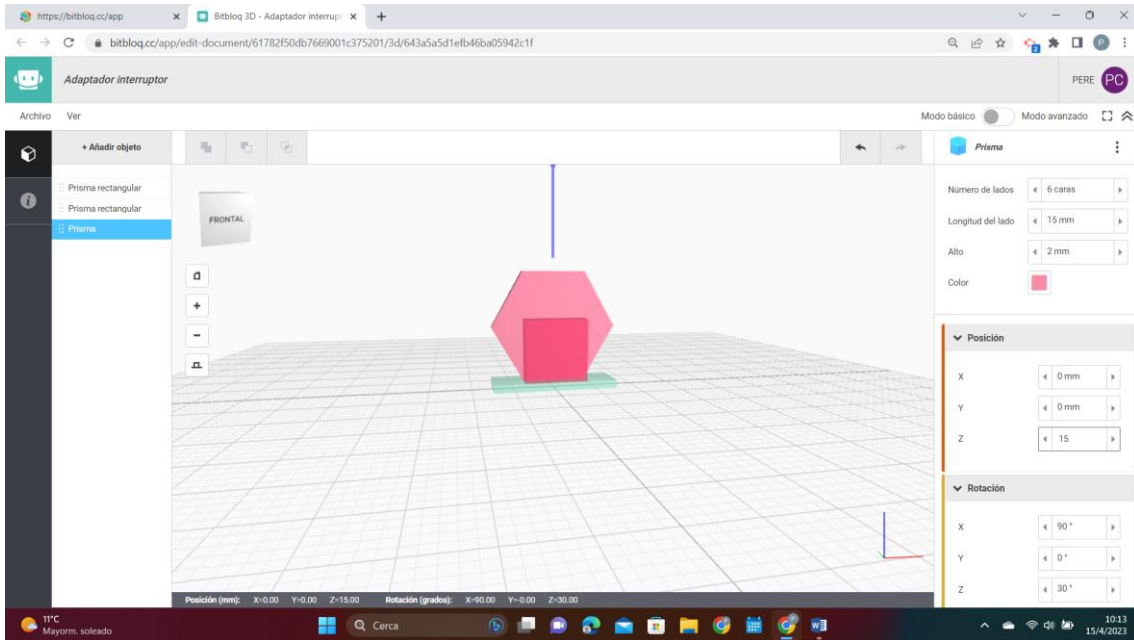 https://bitbloq.cc/app
Bitbloq 3D - Adaptador interrup
bitbloq.cc/app/edit-document/61782f50db7669001c375201/3d/643a5a5d1efb46ba05942c1f
2
P
Adaptador interruptor
PERE PC
Archivo Ver
Modo básico Modo avanzado
+ Añadir objeto
Prisma
Prisma rectangular
Prisma rectangular
Prisma
FRONTAL
Número de lados 6 caras
Longitud del lado 15 mm
Alto 2 mm
Color
Posición
X 0 mm
Y 0 mm
Z 15
Rotación
X 90 °
Y 0 °
Z 30 °
Posición (mm): X=0.00 Y=0.00 Z=15.00 Rotación (grados): X=90.00 Y=-0.00 Z=30.00
11°C
Mayorm. soleado
Cerca
10:13
15/4/2023